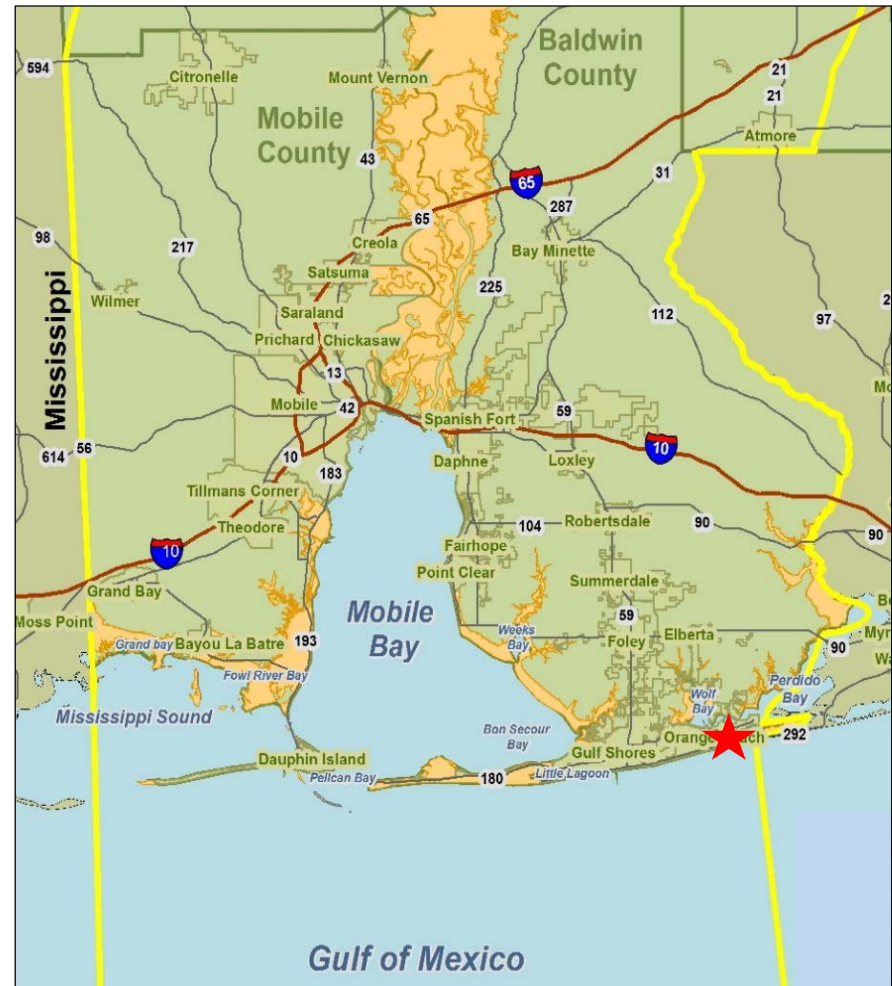 594
Citronelle
Mount Vernon
Baldwin
County
21
21
Atmore
Mobile
County
43
31
65
287
65
98
217
Creola
Bay Minette
Satsuma
225
Wilmer
Saraland
112
97
Prichard
Chickasaw
Mississippi
13
Mobile
42
Spanish Fort
59
614
56
10
183
Daphne
Loxley
10
Tillmans Corner
Theodore
104
Robertsdale
90
90
10
Fairhope
Point Clear
Grand Bay
Summerdale
Moss Point
Mobile
Bay
59
Grand bay
Bayou La Batre
193
Weeks
Bay
Foley
Elberta
90
Fowl River Bay
Wolf
Bay
Perdido
Bay
Mississippi Sound
Bon Secour
Bay
Orange
292
Gulf Shores
Dauphin Island
Pelican Bay
180
Little Lagoon
Gulf of Mexico